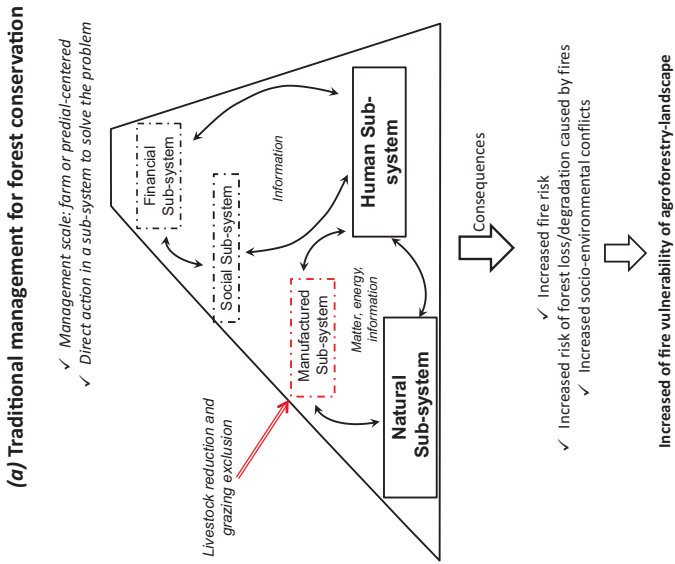 (a) Traditional management for forest conservation
✓ Management scale: farm or predial-centered
✓ Direct action in a sub-system to solve the problem
Financial
Sub-system
Social Sub-system
Information
Livestock reduction and
grazing exclusion
Manufactured
Sub-system
Human Sub-
system
Matter, energy,
information
Natural
Sub-system
Consequences
✓ Increased fire risk
✓ Increased risk of forest loss/degradation caused by fires
✓ Increased socio-environmental conflicts
Increased of fire vulnerability of agroforestry-landscape